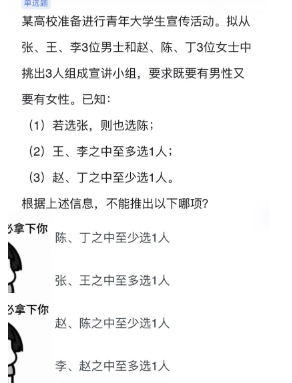 单选题
某高校准备进行青年大学生宣传活动。拟从
张、王、李3位男士和赵、陈、丁3位女士中
挑出3人组成宣讲小组，要求既要有男性又
要有女性。已知：
（1）若选张，则也选陈；
（2）王、李之中至多选1人；
（3）赵、丁之中至少选1人。
根据上述信息，不能推出以下哪项？
必拿下你
陈、丁之中至少选1人
张、王之中至多选1人
必拿下你
赵、陈之中至少选1人
李、赵之中至多选1人